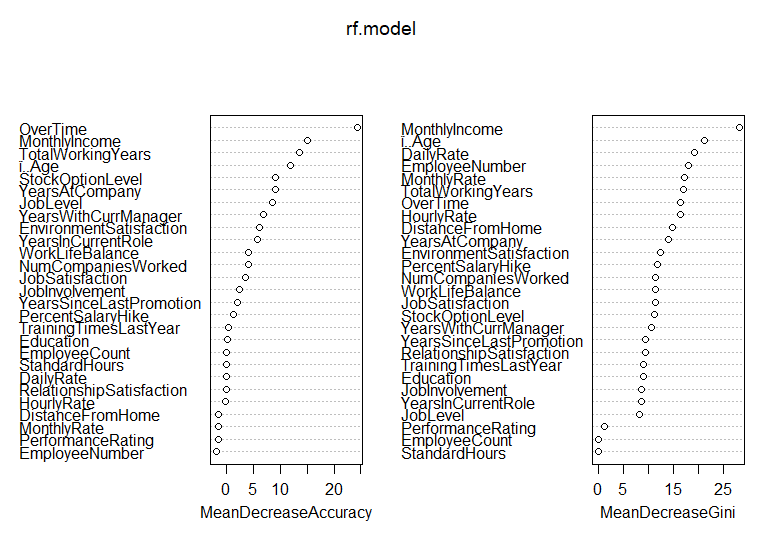 rf.model
OverTime
MonthlyIncome
TotalWorkingYears
ï..Age
StockOptionLevel
YearsAtCompany
JobLevel
YearsWithCurrManager
EnvironmentSatisfaction
YearsInCurrentRole
WorkLifeBalance
NumCompaniesWorked
JobSatisfaction
JobInvolvement
YearsSinceLastPromotion
PercentSalaryHike
TrainingTimesLastYear
Education
EmployeeCount
StandardHours
DailyRate
RelationshipSatisfaction
HourlyRate
DistanceFromHome
MonthlyRate
PerformanceRating
EmployeeNumber
0 5 10 20
MeanDecreaseAccuracy
MonthlyIncome
ï..Age
DailyRate
EmployeeNumber
MonthlyRate
TotalWorkingYears
OverTime
HourlyRate
DistanceFromHome
YearsAtCompany
EnvironmentSatisfaction
PercentSalaryHike
NumCompaniesWorked
WorkLifeBalance
JobSatisfaction
StockOptionLevel
YearsWithCurrManager
YearsSinceLastPromotion
RelationshipSatisfaction
TrainingTimesLastYear
Education
JobInvolvement
YearsInCurrentRole
JobLevel
PerformanceRating
EmployeeCount
StandardHours
0 5 15 25
MeanDecreaseGini